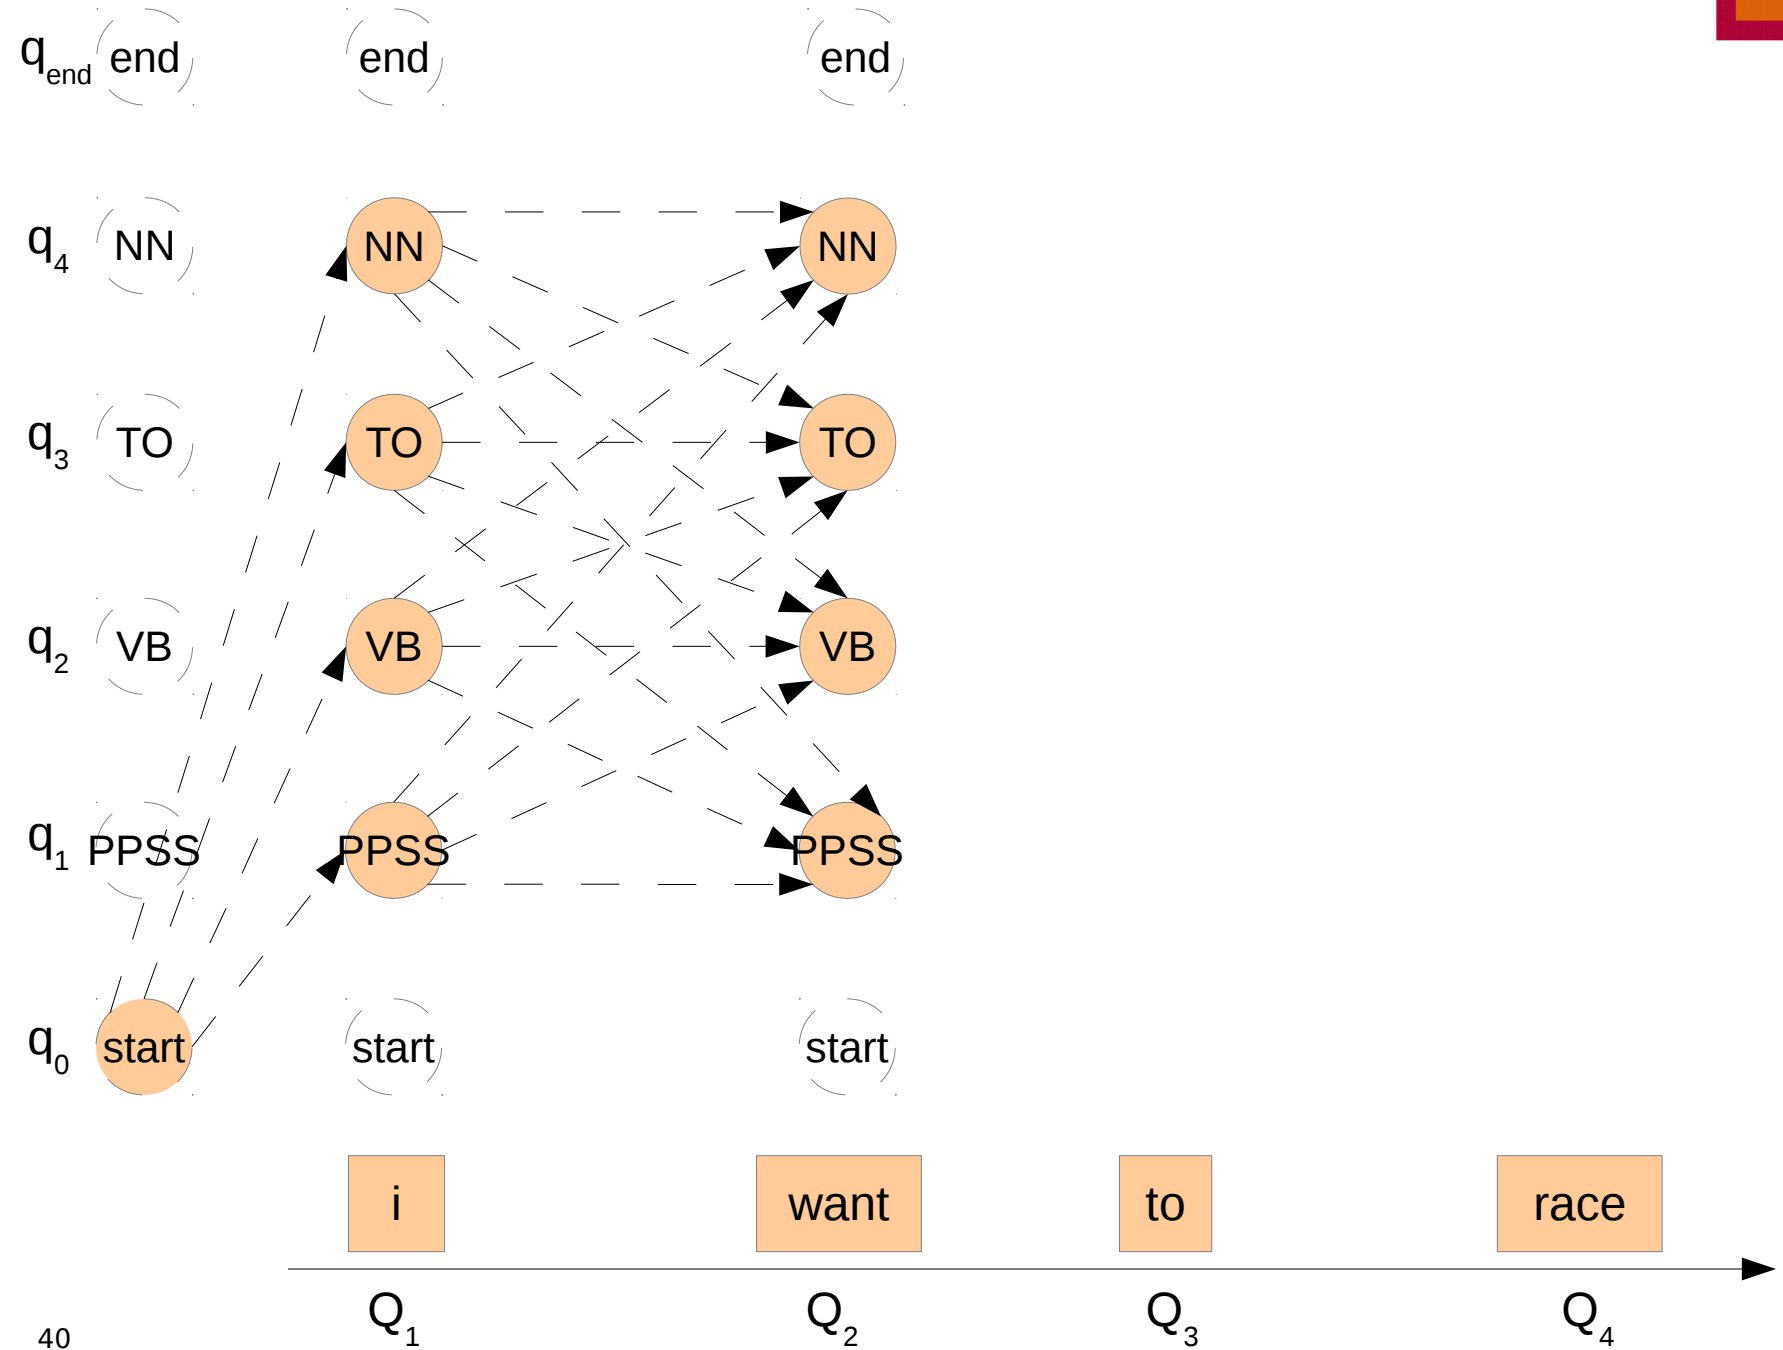 q_end end end end
q_4 NN NN NN
q_3 TO TO TO
q_2 VB VB VB
q_1 PPSS PPSS PPSS
q_0 start start start
i want to race
Q_1 Q_2 Q_3 Q_4
40